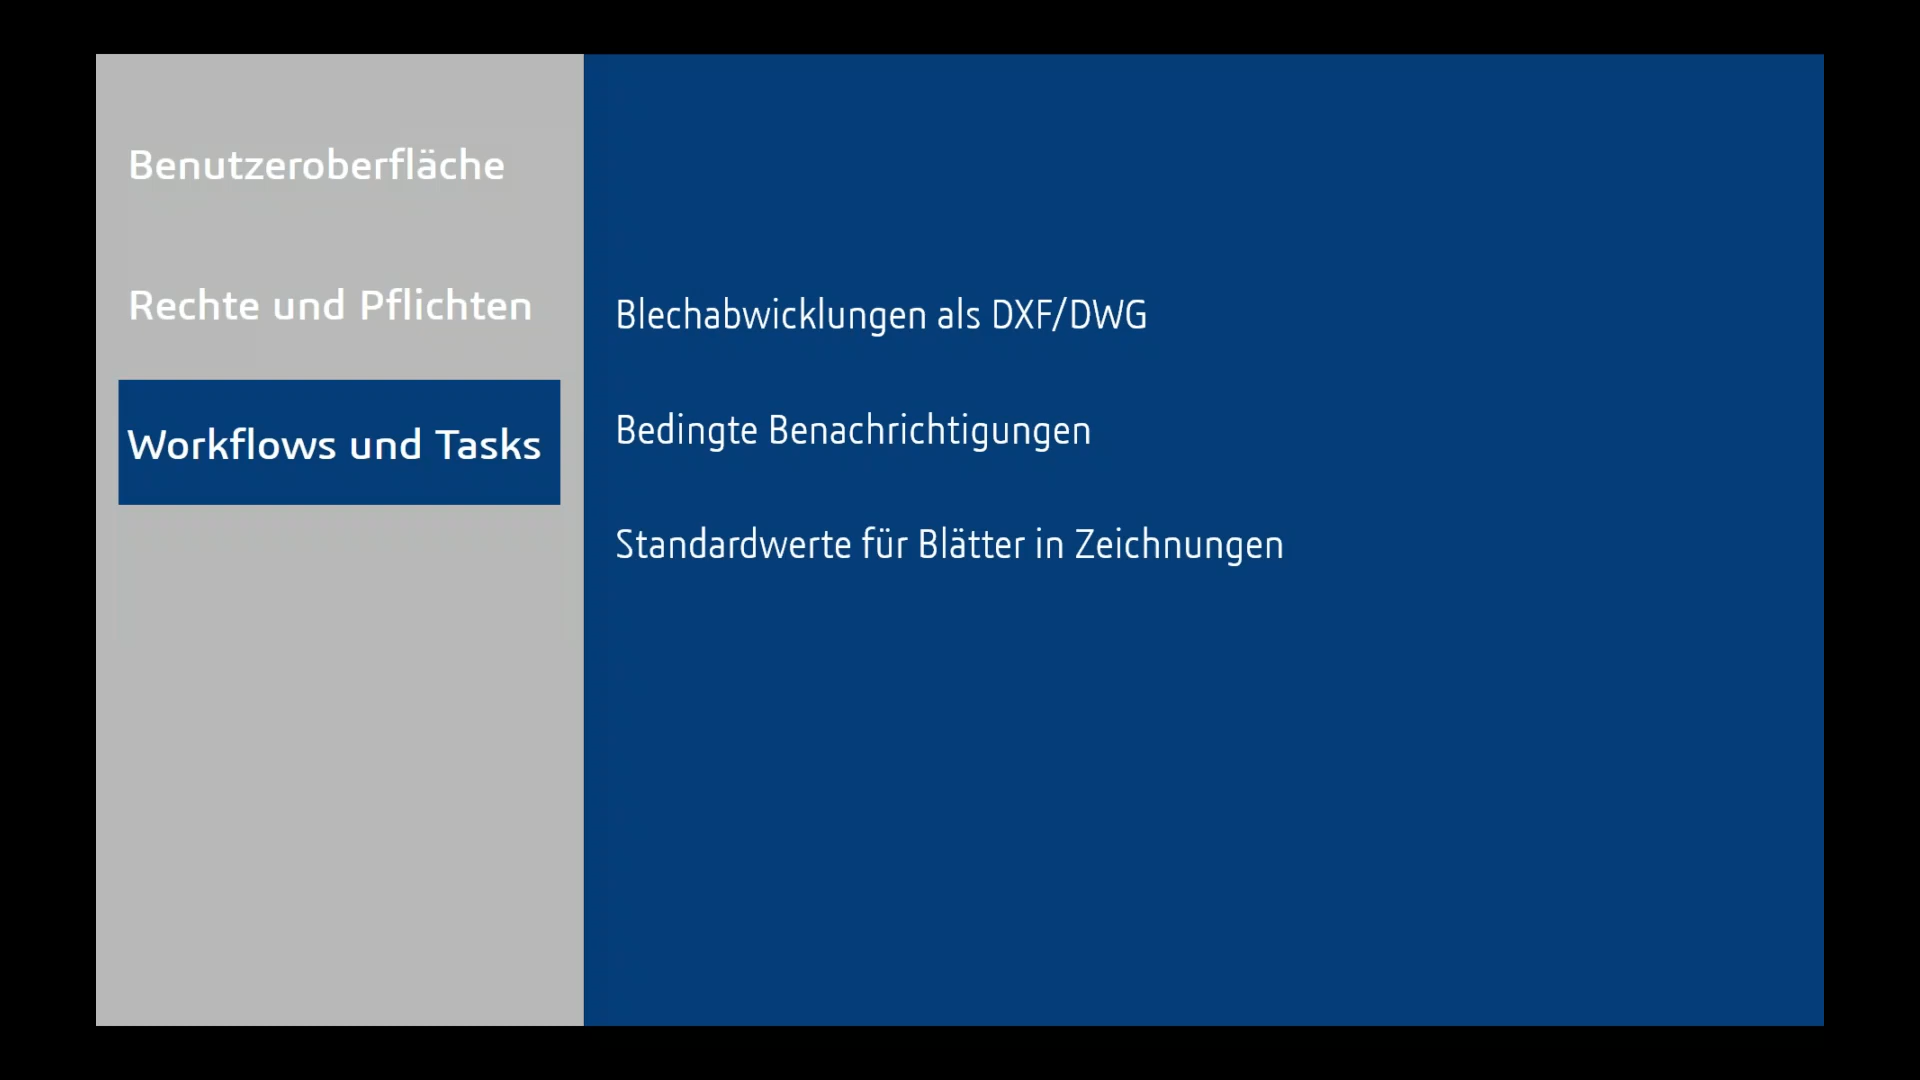 Benutzeroberfläche
Rechte und Pflichten
Workflows und Tasks
Blechabwicklungen als DXF/DWG
Bedingte Benachrichtigungen
Standardwerte für Blätter in Zeichnungen